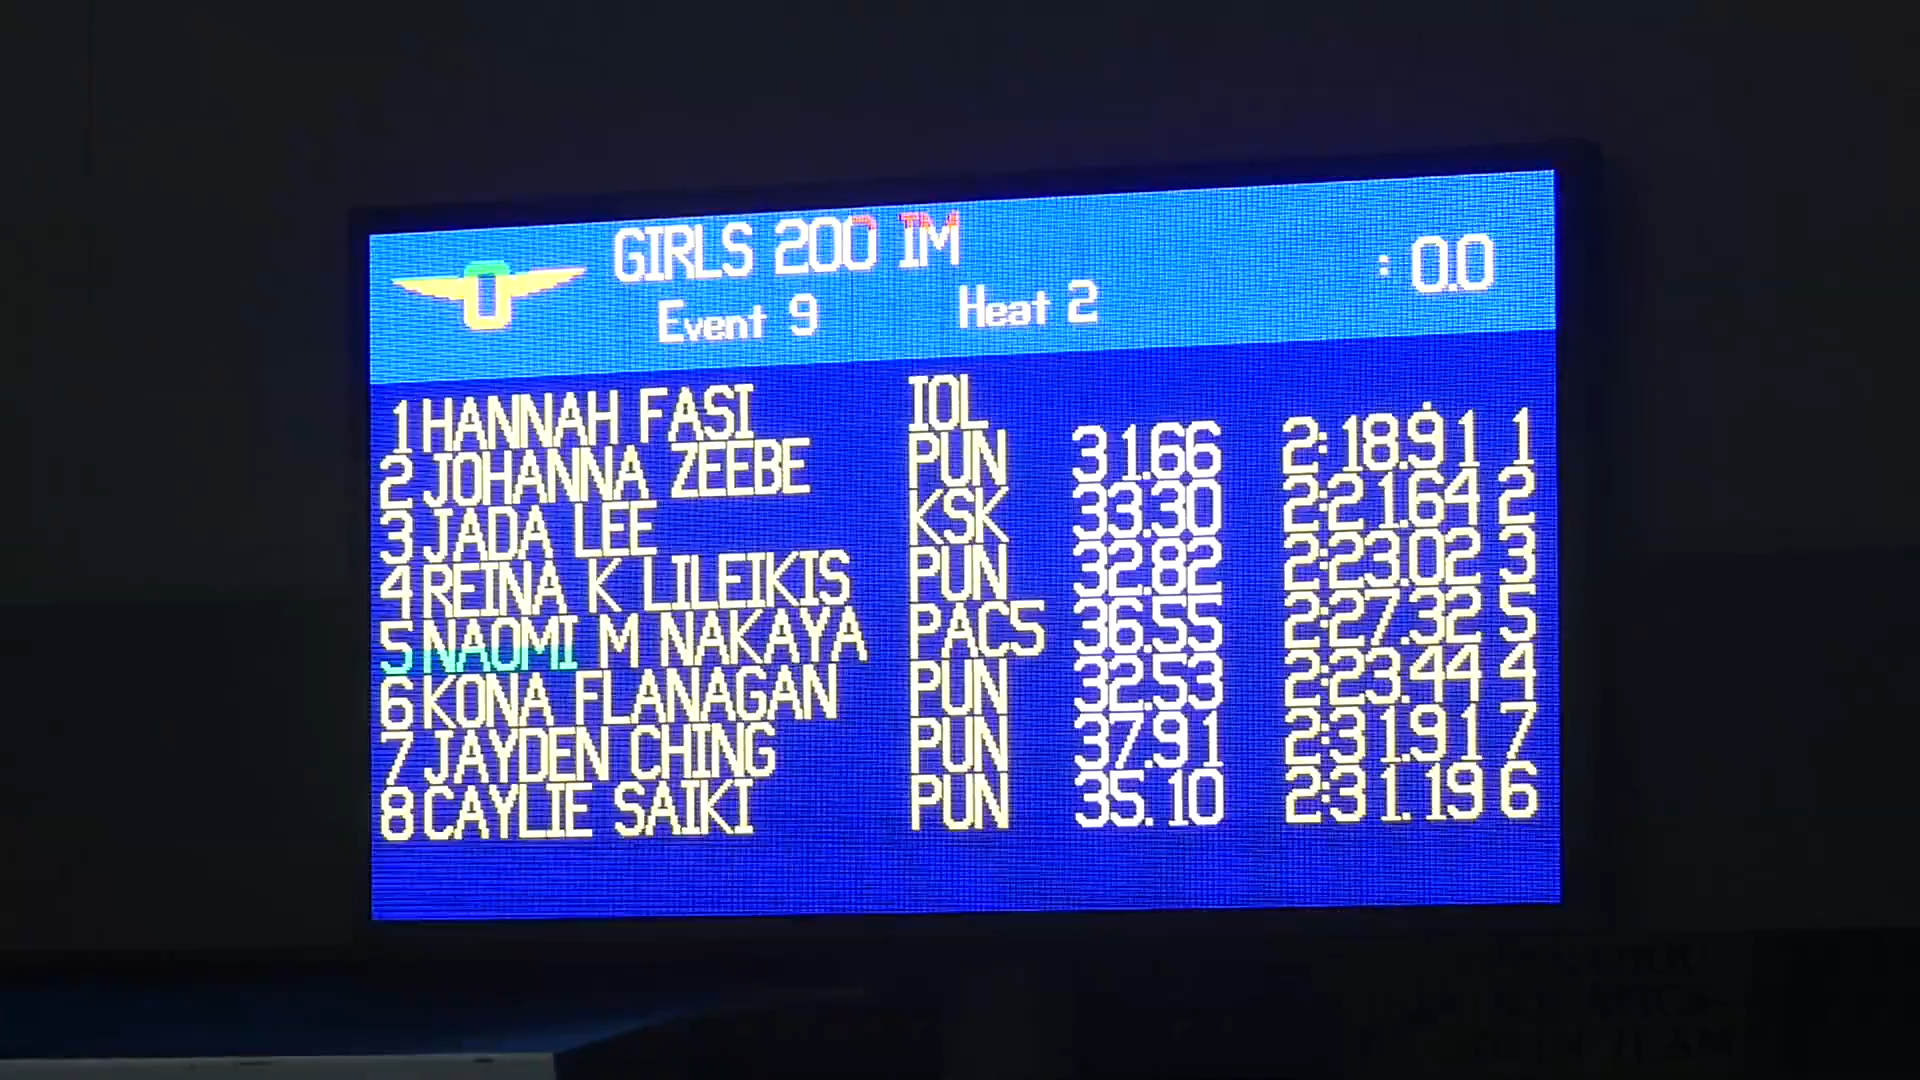 GIRLS 200 IM
: 0.0
Event 9 Heat 2
1 HANNAH FASI IOL
2 JOHANNA ZEEBE PUN 31.66 2:18.91 1
3 JADA LEE KSK 33.30 2:21.64 2
4 REINA K LILEIKIS PUN 32.82 2:23.02 3
5 NAOMI M NAKAYA PAC5 36.55 2:27.32 5
6 KONA FLANAGAN PUN 32.53 2:23.44 4
7 JAYDEN CHING PUN 37.91 2:31.91 7
8 CAYLIE SAIKI PUN 35.10 2:31.19 6